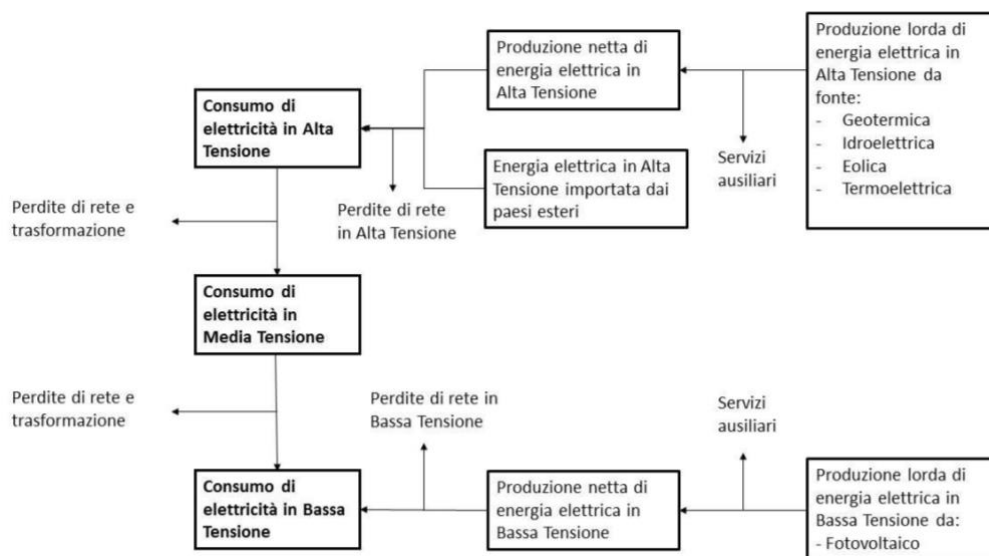 Produzione netta di
energia elettrica in
Alta Tensione
Produzione lorda di
energia elettrica in
Alta Tensione da
fonte:
- Geotermica
- Idroelettrica
- Eolica
- Termoelettrica
Consumo di
elettricità in Alta
Tensione
Servizi
ausiliari
Energia elettrica in Alta
Tensione importata dai
paesi esteri
Perdite di rete e
trasformazione
Perdite di rete
in Alta Tensione
Consumo di
elettricità in
Media Tensione
Perdite di rete e
trasformazione
Perdite di rete in
Bassa Tensione
Servizi
ausiliari
Consumo di
elettricità in Bassa
Tensione
Produzione netta di
energia elettrica in
Bassa Tensione
Produzione lorda di
energia elettrica in
Bassa Tensione da:
- Fotovoltaico